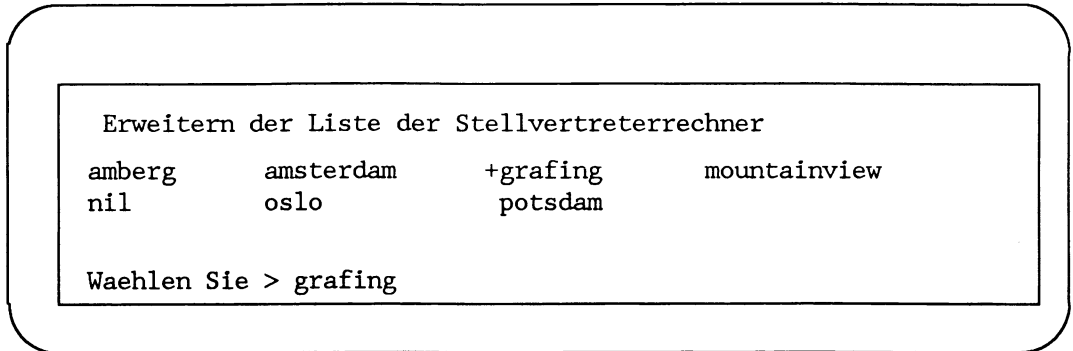 Erweitern der Liste der Stellvertreterrechner
amberg amsterdam +grafing mountainview
nil oslo potsdam
Waehlen Sie > grafing